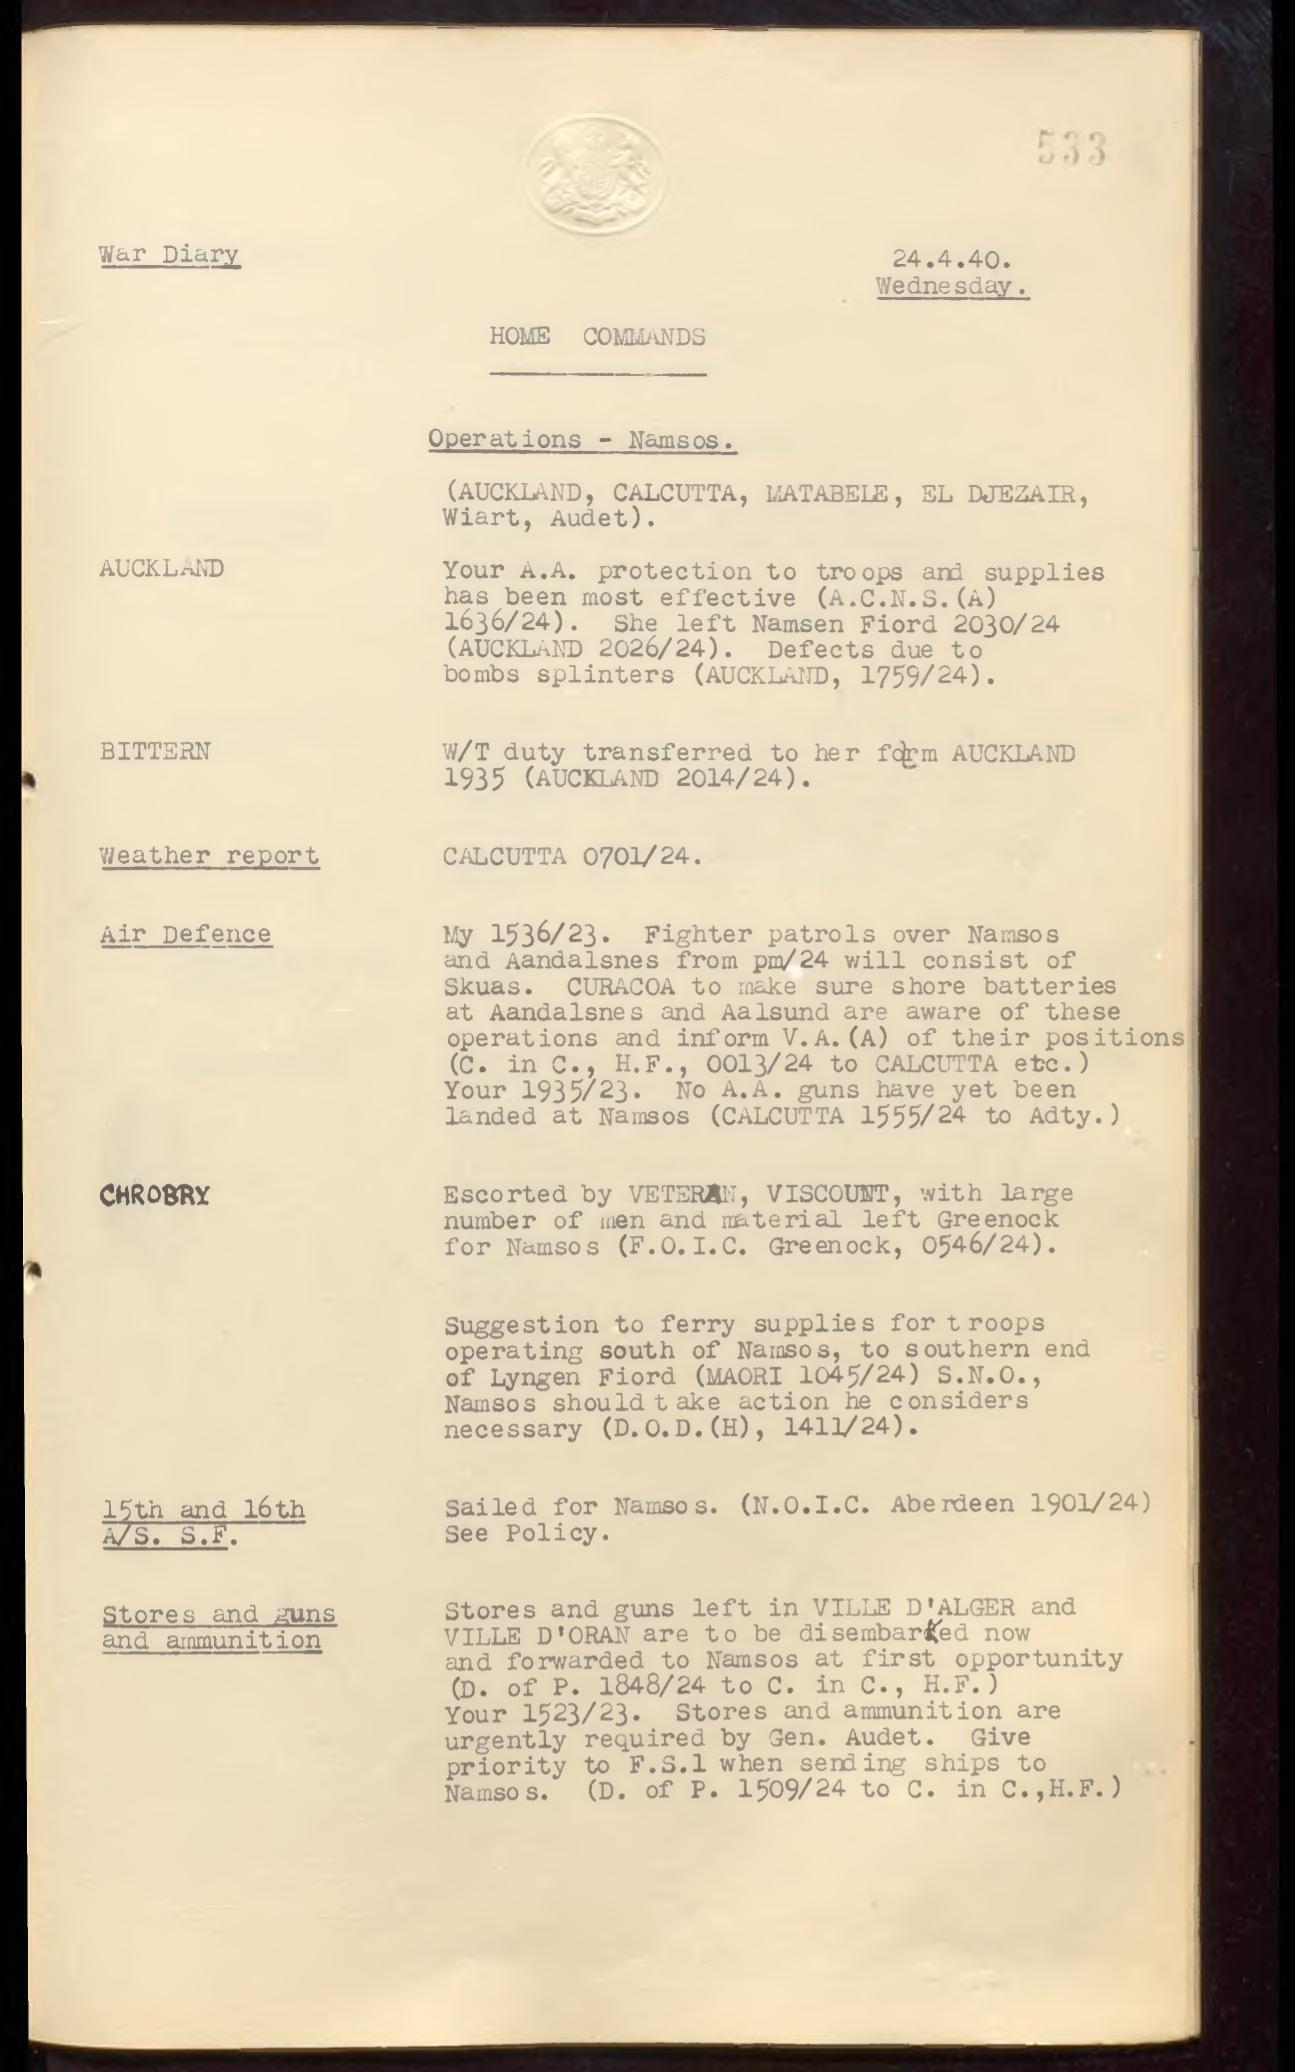 533
War Diary
24.4.40.
Wednesday.
HOME COMMANDS
Operations - Namsos.
(AUCKLAND, CALCUTTA, MATABELE, EL DJEZAIR,
Wiart, Audet).
AUCKLAND
Your A.A. protection to troops and supplies
has been most effective (A.C.N.S.(A)
1636/24). She left Namsen Fiord 2030/24
(AUCKLAND 2026/24). Defects due to
bombs splinters (AUCKLAND, 1759/24).
BITTERN
W/T duty transferred to her form AUCKLAND
1935 (AUCKLAND 2014/24).
Weather report
CALCUTTA 0701/24.
Air Defence
My 1536/23. Fighter patrols over Namsos
and Aandalsnes from pm/24 will consist of
Skuas. CURACOA to make sure shore batteries
at Aandalsnes and Aalsund are aware of these
operations and inform V.A.(A) of their positions
(C. in C., H.F., 0013/24 to CALCUTTA etc.)
Your 1935/23. No A.A. guns have yet been
landed at Namsos (CALCUTTA 1555/24 to Adty.)
CHROBRY
Escorted by VETERAN, VISCOUNT, with large
number of men and material left Greenock
for Namsos (F.O.I.C. Greenock, 0546/24).
Suggestion to ferry supplies for troops
operating south of Namsos, to southern end
of Lyngen Fiord (MAORI 1045/24) S.N.O.,
Namsos should take action he considers
necessary (D.O.D.(H), 1411/24).
15th and 16th
A/S. S.F.
Sailed for Namsos. (N.O.I.C. Aberdeen 1901/24)
See Policy.
Stores and guns
and ammunition
Stores and guns left in VILLE D'ALGER and
VILLE D'ORAN are to be disembarked now
and forwarded to Namsos at first opportunity
(D. of P. 1848/24 to C. in C., H.F.)
Your 1523/23. Stores and ammunition are
urgently required by Gen. Audet. Give
priority to F.S.1 when sending ships to
Namsos. (D. of P. 1509/24 to C. in C.,H.F.)